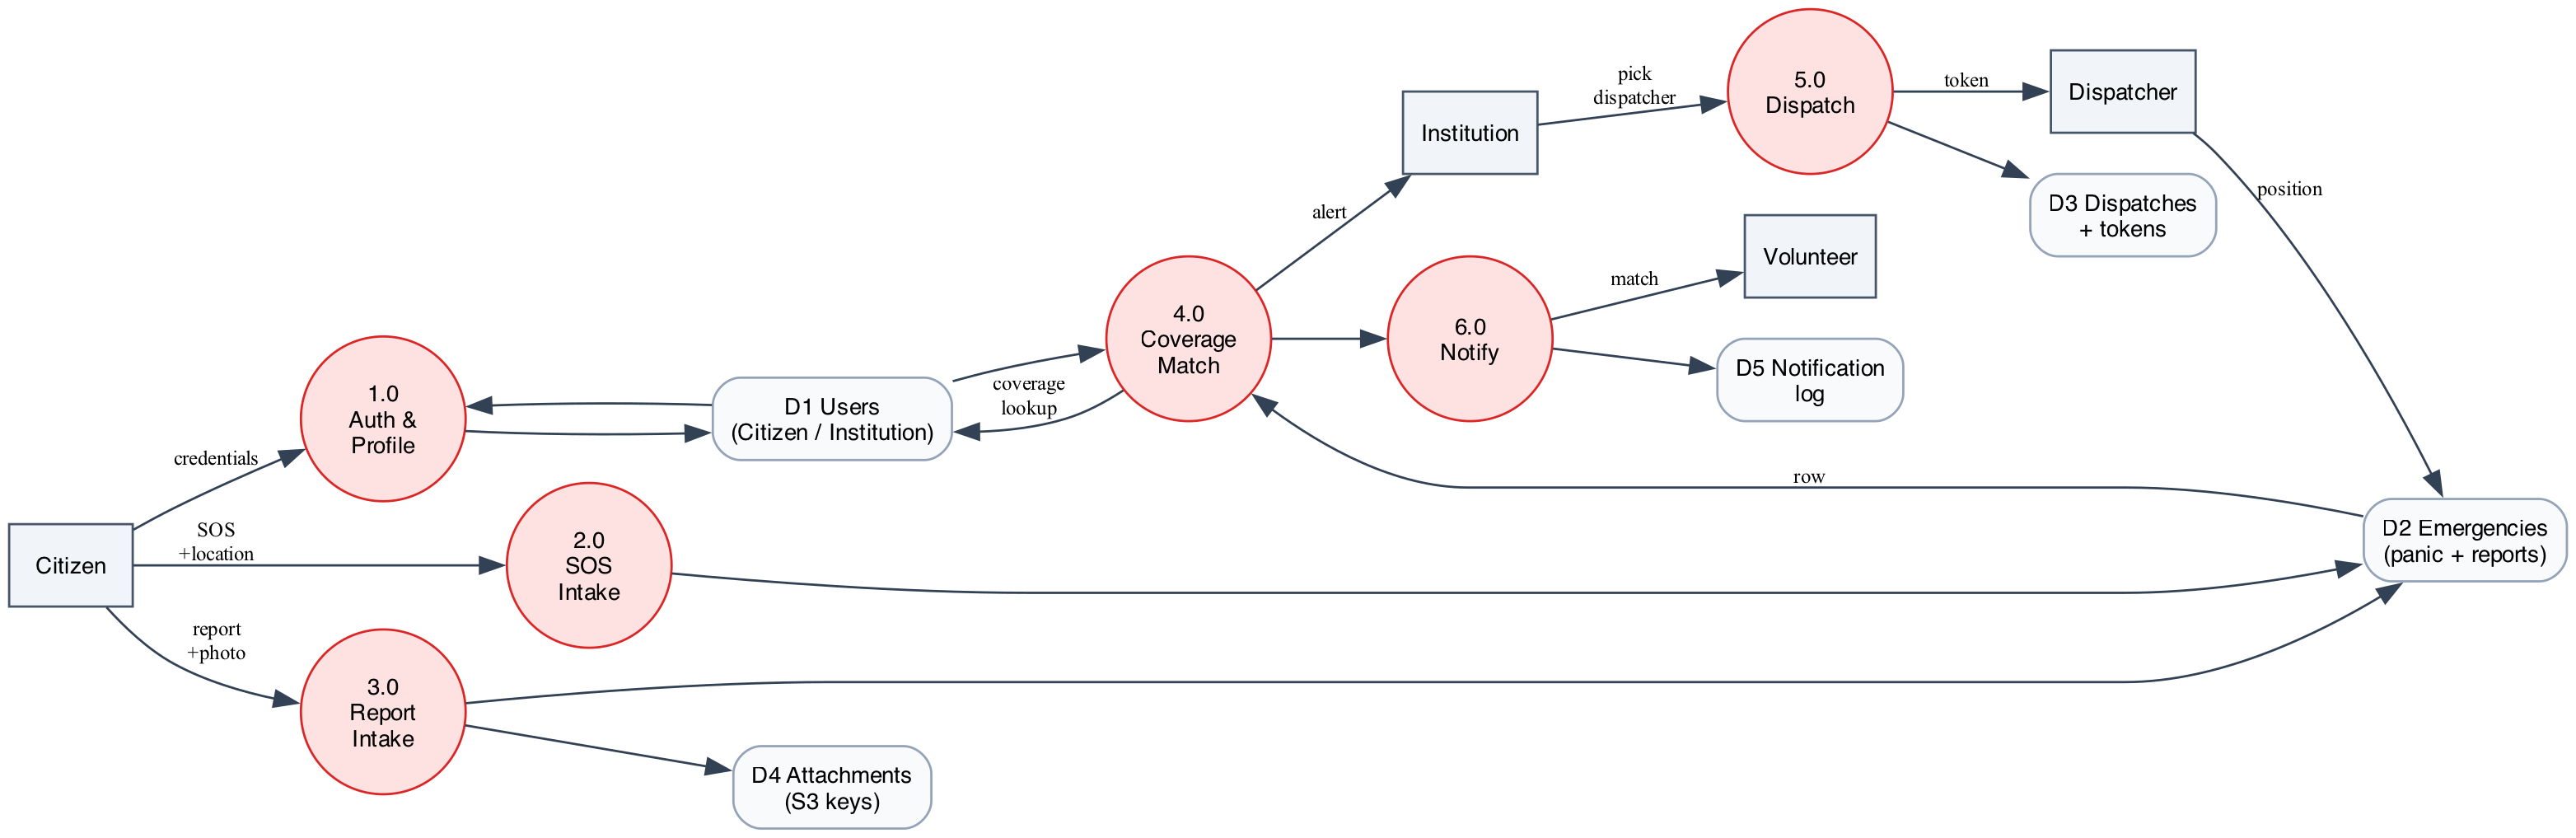 Citizen
credentials
SOS
+location
report
+photo
1.0
Auth &
Profile
2.0
SOS
Intake
3.0
Report
Intake
D1 Users
(Citizen / Institution)
D4 Attachments
(S3 keys)
coverage
lookup
4.0
Coverage
Match
alert
Institution
pick
dispatcher
5.0
Dispatch
token
Dispatcher
D3 Dispatches
+ tokens
position
6.0
Notify
match
Volunteer
D5 Notification
log
row
D2 Emergencies
(panic + reports)